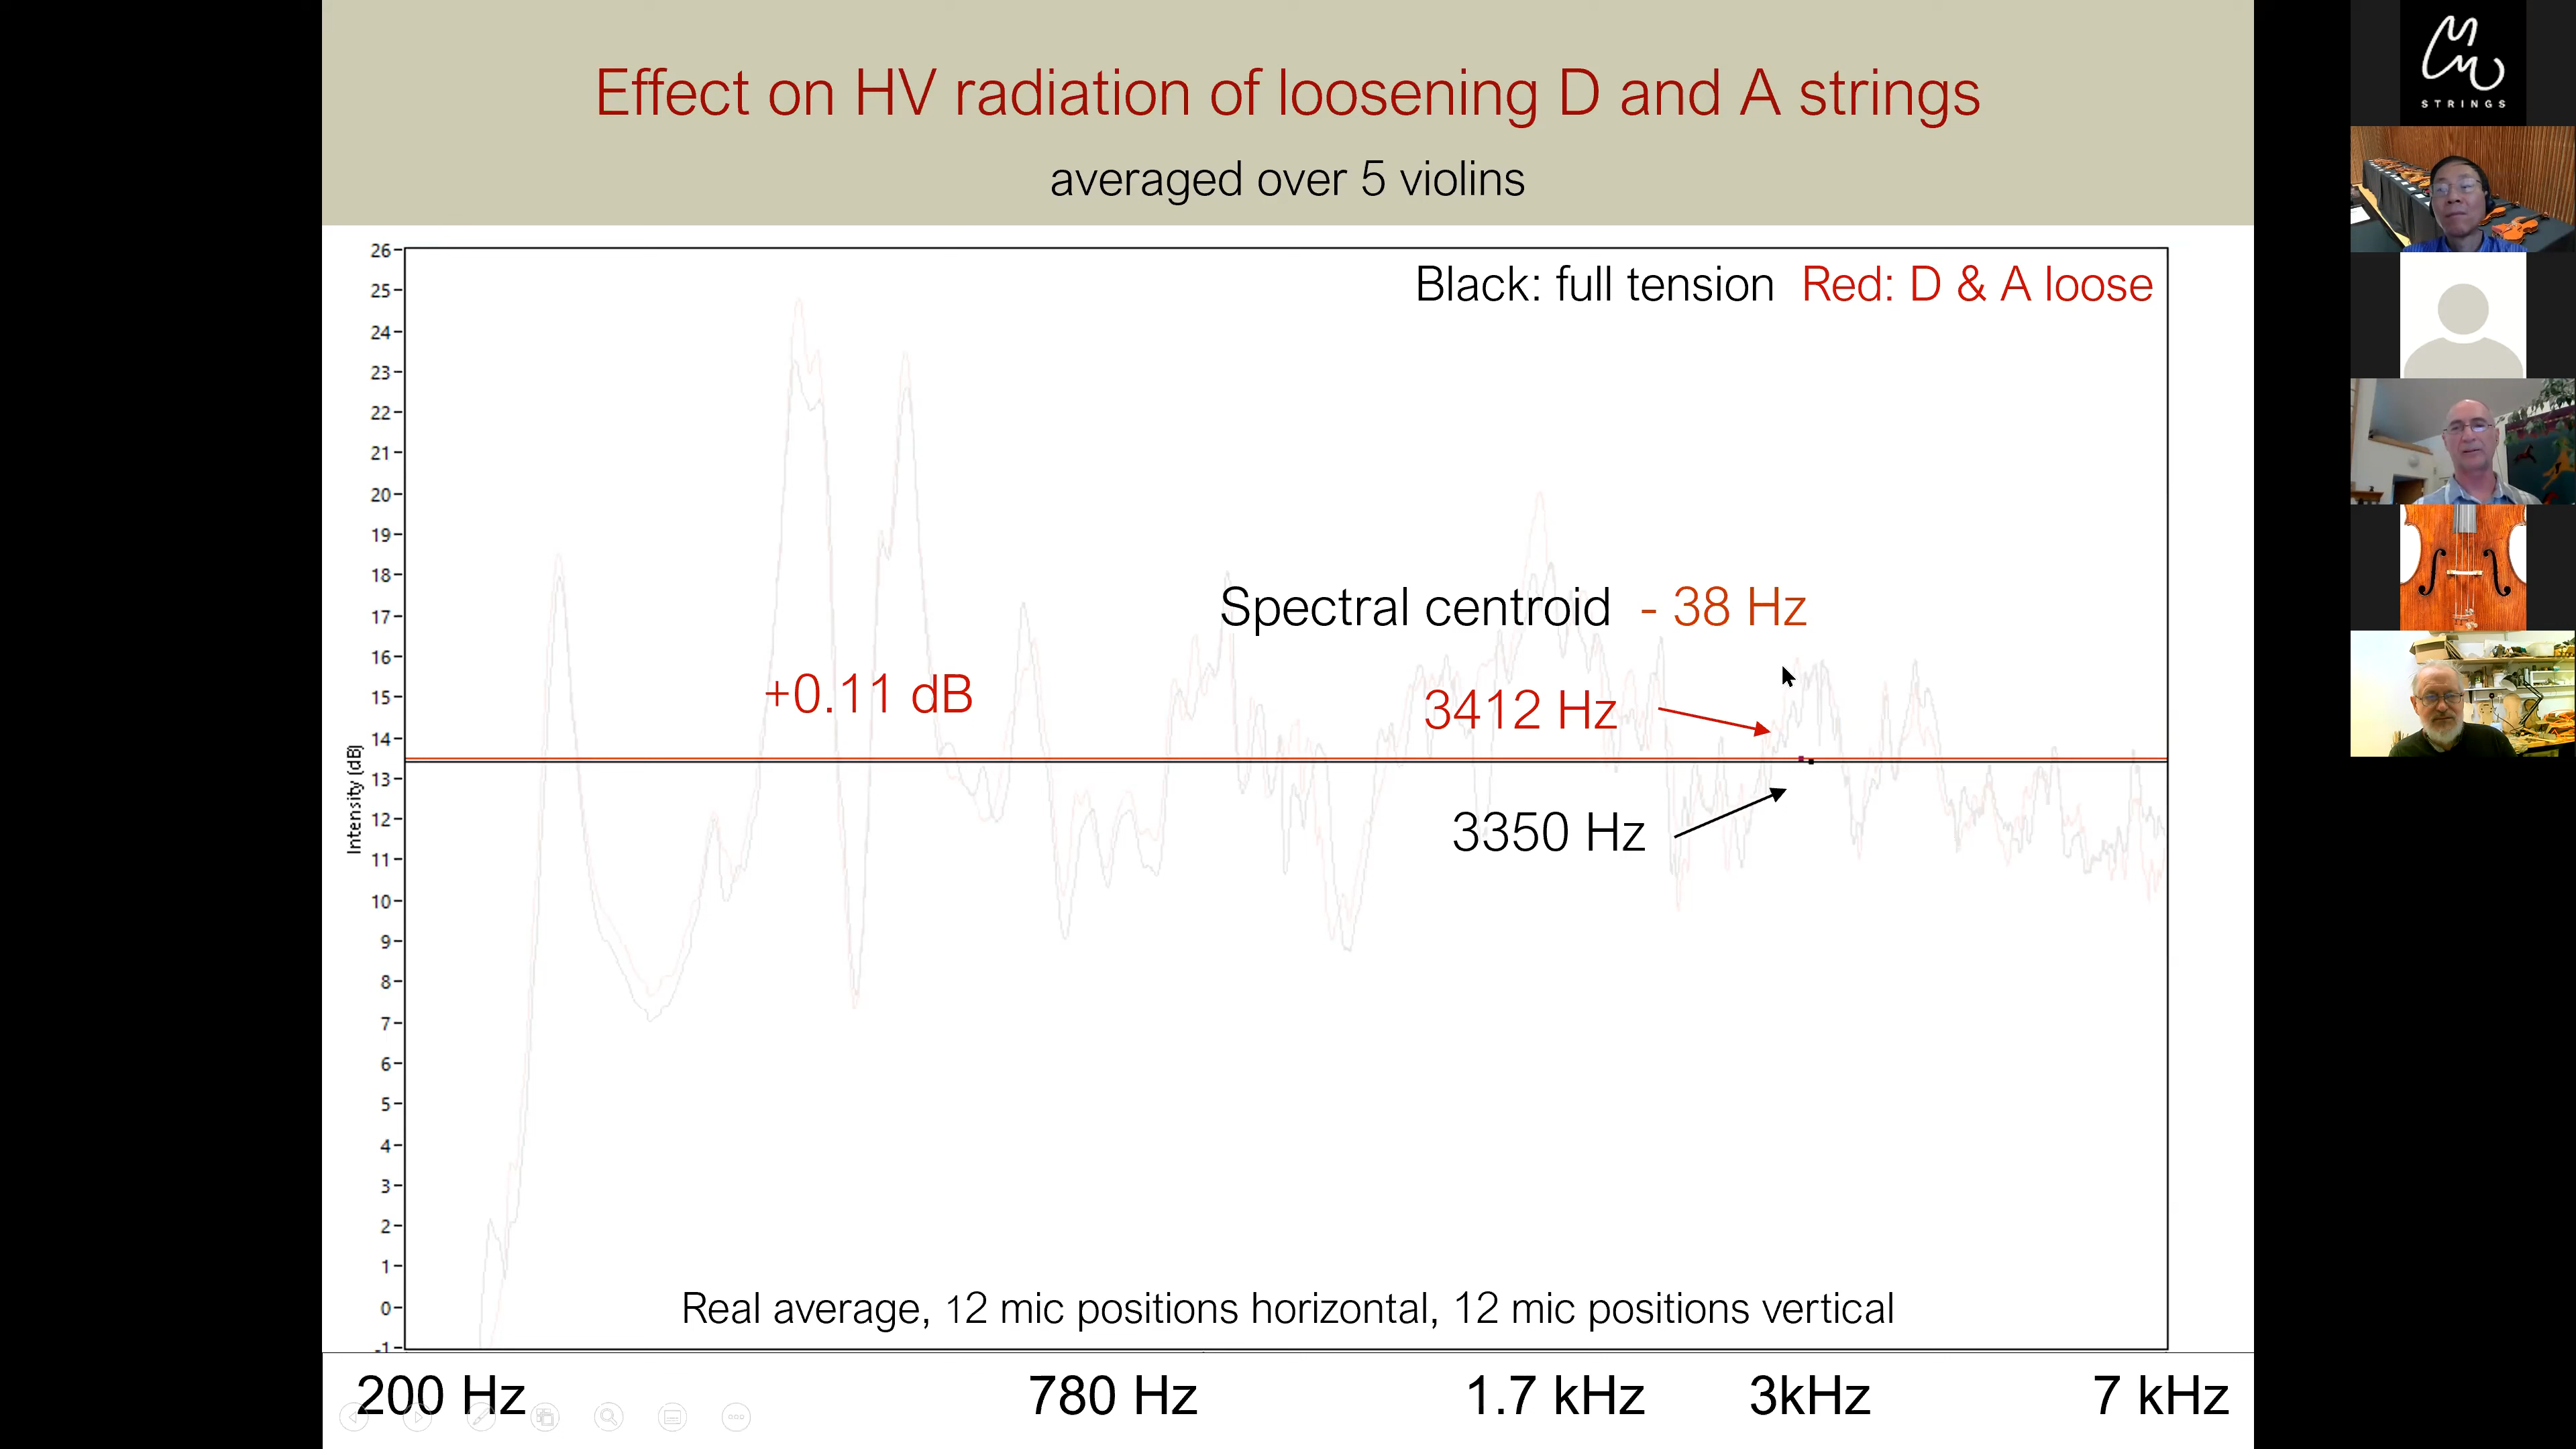 Effect on HV radiation of loosening D and A strings
averaged over 5 violins
Black: full tension Red: D & A loose
26
25
24
23
22
21
20
19
18
17
16
15
14
13
12
11
10
9
8
7
6
5
4
3
2
1
0
-1
Intensity (dB)
Spectral centroid - 38 Hz
+0.11 dB
3412 Hz
3350 Hz
Real average, 12 mic positions horizontal, 12 mic positions vertical
200 Hz 780 Hz 1.7 kHz 3kHz 7 kHz
STRINGS